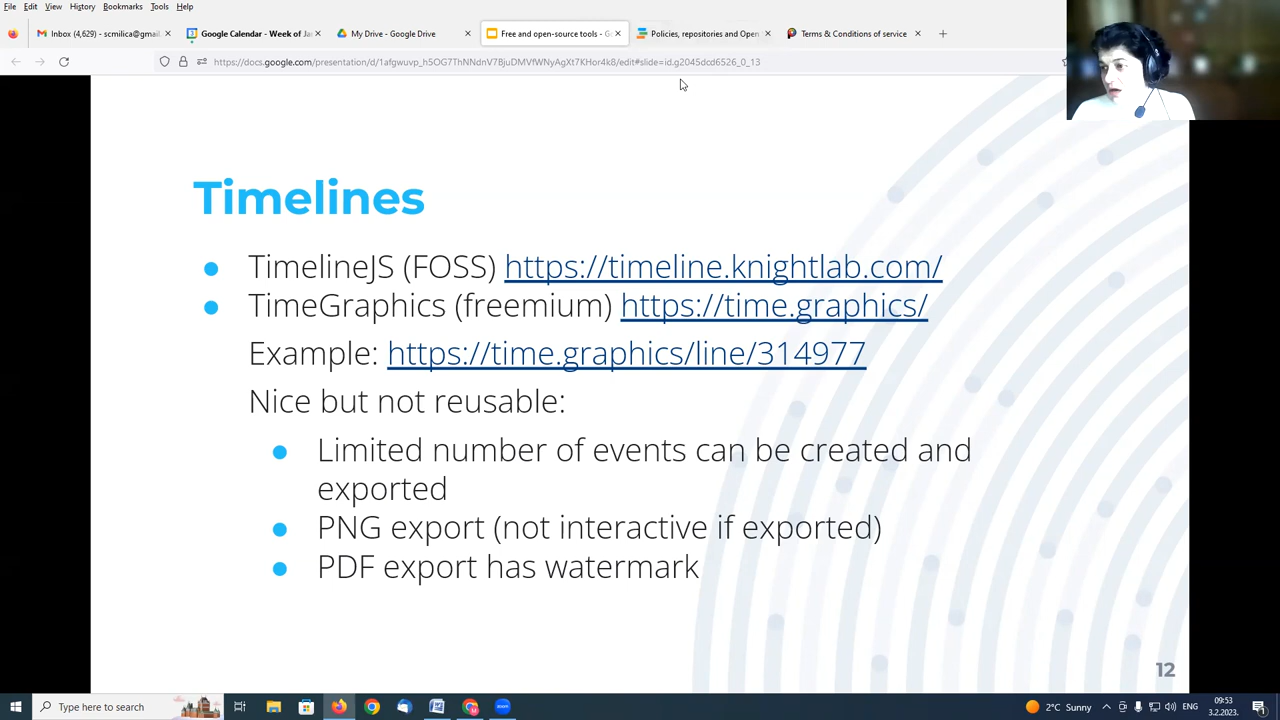 File Edit View History Bookmarks Tools Help
Inbox (4,629) - scmilica@gmail.
Google Calendar - Week of Ja
My Drive - Google Drive
Free and open-source tools - Go
Policies, repositories and Open
Terms & Conditions of service
https://docs.google.com/presentation/d/1afgwuvp_h5OG7ThNNdnV7BjuDMVfWNyAgXt7KHor4k8/edit#slide=id.g2045dcd6526_0_13
Timelines
TimelineJS (FOSS) https://timeline.knightlab.com/
TimeGraphics (freemium) https://time.graphics/
Example: https://time.graphics/line/314977
Nice but not reusable:
Limited number of events can be created and
exported
PNG export (not interactive if exported)
PDF export has watermark
12
Type here to search
2°C Sunny
ENG
09:53
3.2.2023.
1